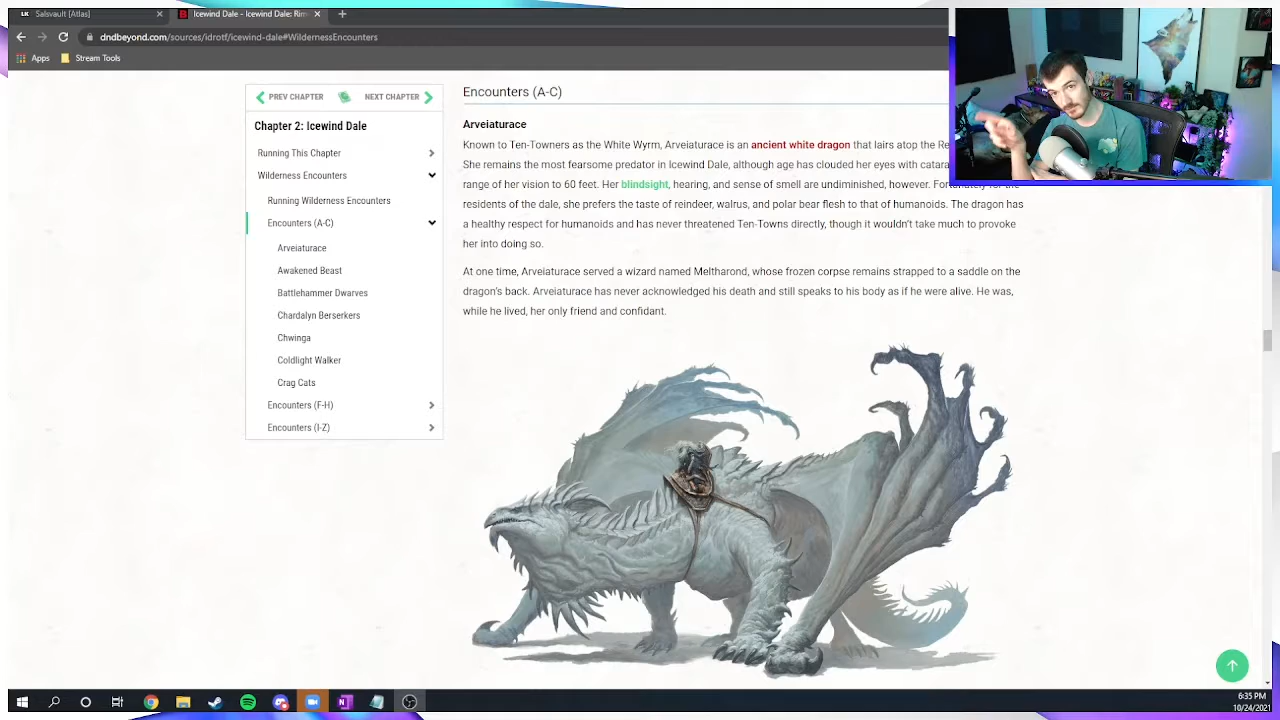 LK Salsvault [Atlas]
Icewind Dale - Icewind Dale: Rim
dndbeyond.com/sources/idrotf/icewind-dale#WildernessEncounters
Apps Stream Tools
PREV CHAPTER NEXT CHAPTER
Chapter 2: Icewind Dale
Running This Chapter
Wilderness Encounters
Running Wilderness Encounters
Encounters (A-C)
Arveiaturace
Awakened Beast
Battlehammer Dwarves
Chardalyn Berserkers
Chwinga
Coldlight Walker
Crag Cats
Encounters (F-H)
Encounters (I-Z)
Encounters (A-C)
Arveiaturace
Known to Ten-Towners as the White Wyrm, Arveiaturace is an ancient white dragon that lairs atop the Re
She remains the most fearsome predator in Icewind Dale, although age has clouded her eyes with catara
range of her vision to 60 feet. Her blindsight, hearing, and sense of smell are undiminished, however. Fortunately for the
residents of the dale, she prefers the taste of reindeer, walrus, and polar bear flesh to that of humanoids. The dragon has
a healthy respect for humanoids and has never threatened Ten-Towns directly, though it wouldn't take much to provoke
her into doing so.
At one time, Arveiaturace served a wizard named Meltharond, whose frozen corpse remains strapped to a saddle on the
dragon's back. Arveiaturace has never acknowledged his death and still speaks to his body as if he were alive. He was,
while he lived, her only friend and confidant.
6:35 PM
10/24/2021